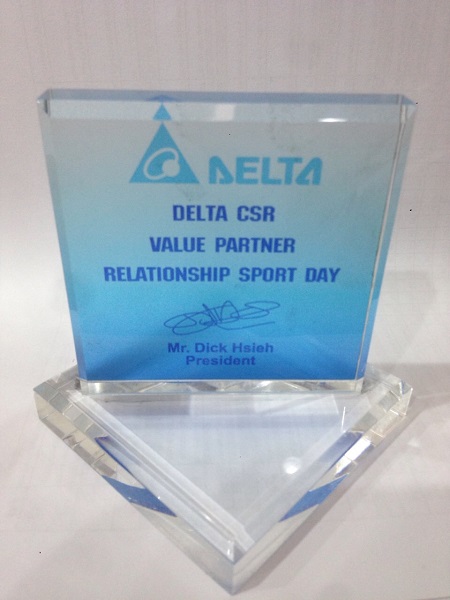 DELTA
DELTA CSR
VALUE PARTNER
RELATIONSHIP SPORT DAY
Mr. Dick Hsieh
President